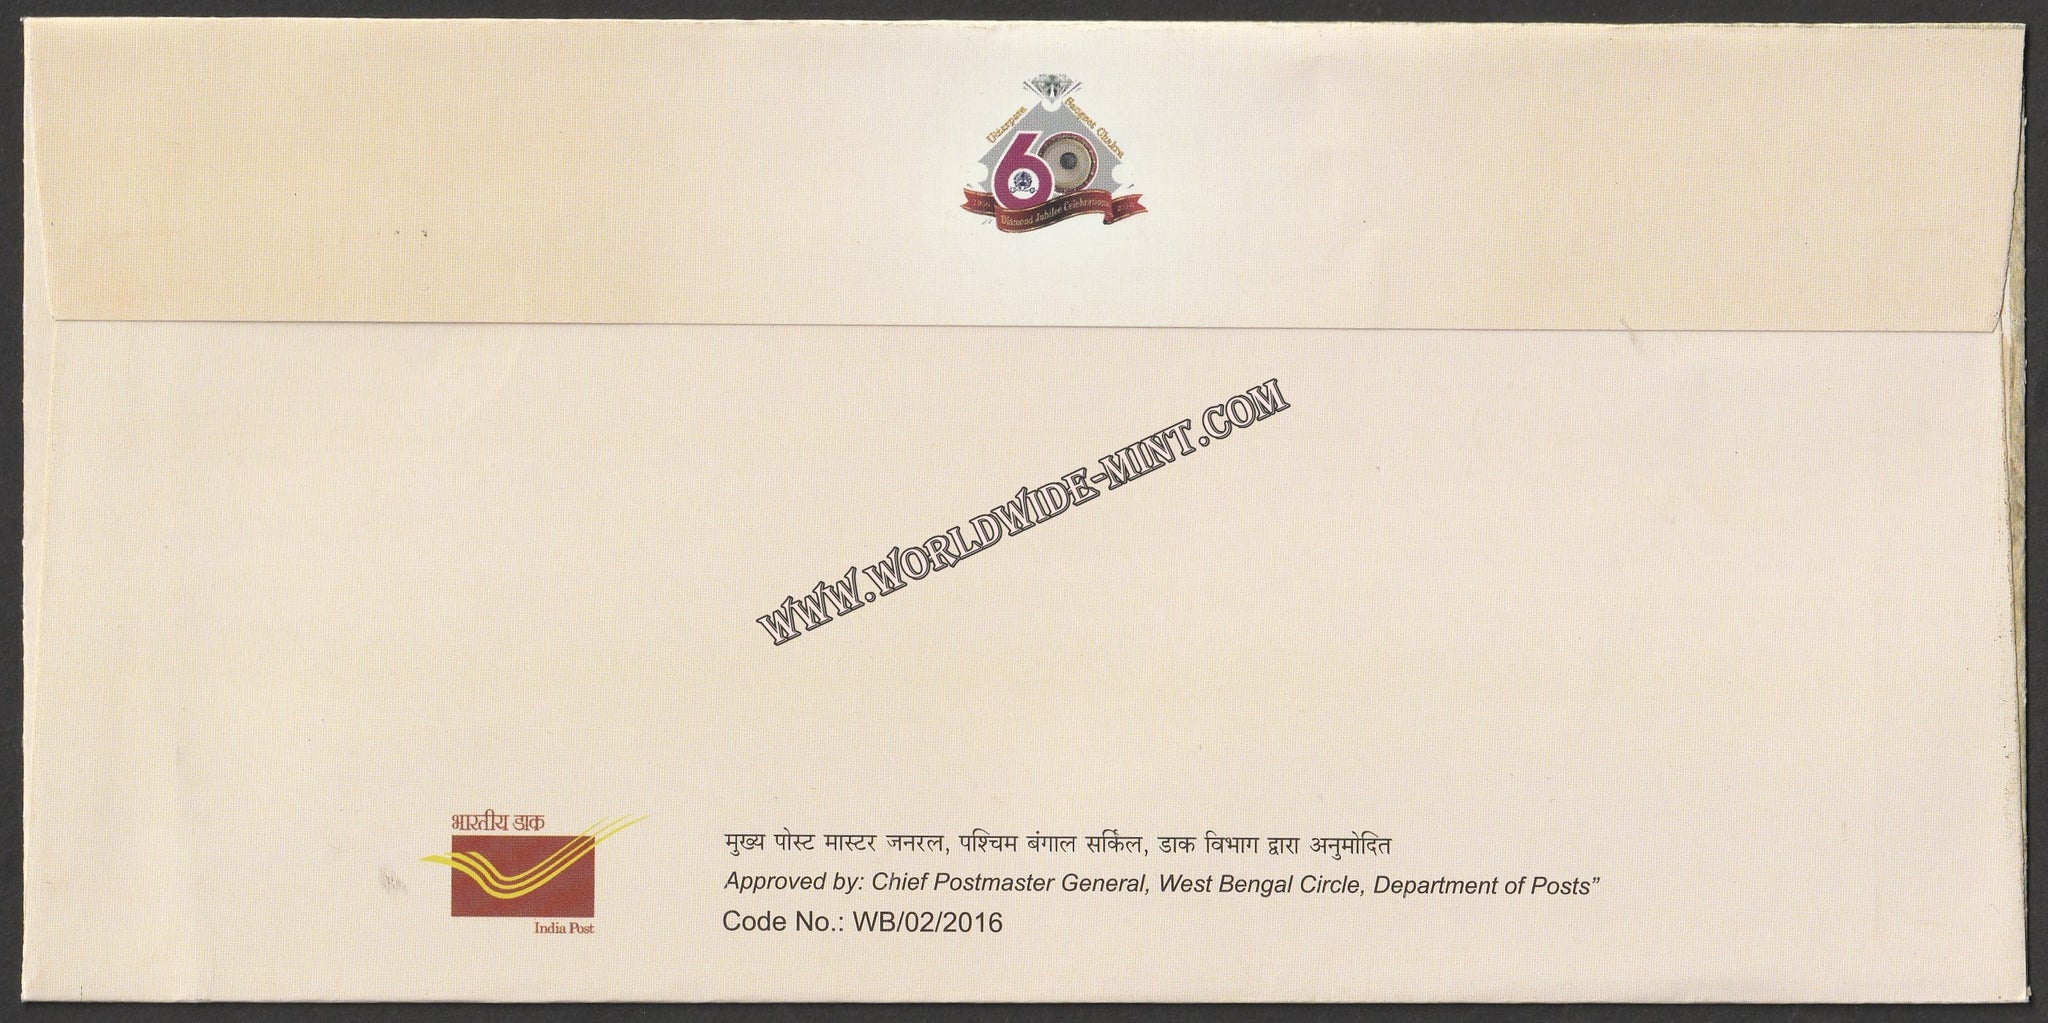 Uttarpara Sangeet Chakra
60
Diamond Jubilee Celebrations
WWW.WORLDWIDE-MINT.COM
भारतीय डाक
India Post
मुख्य पोस्ट मास्टर जनरल, पश्चिम बंगाल सर्किल, डाक विभाग द्वारा अनुमोदित
Approved by: Chief Postmaster General, West Bengal Circle, Department of Posts”
Code No.: WB/02/2016